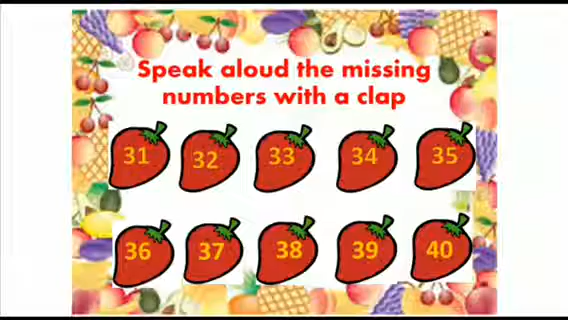 Speak aloud the missing
numbers with a clap
31 32 33 34 35
36 37 38 39 40